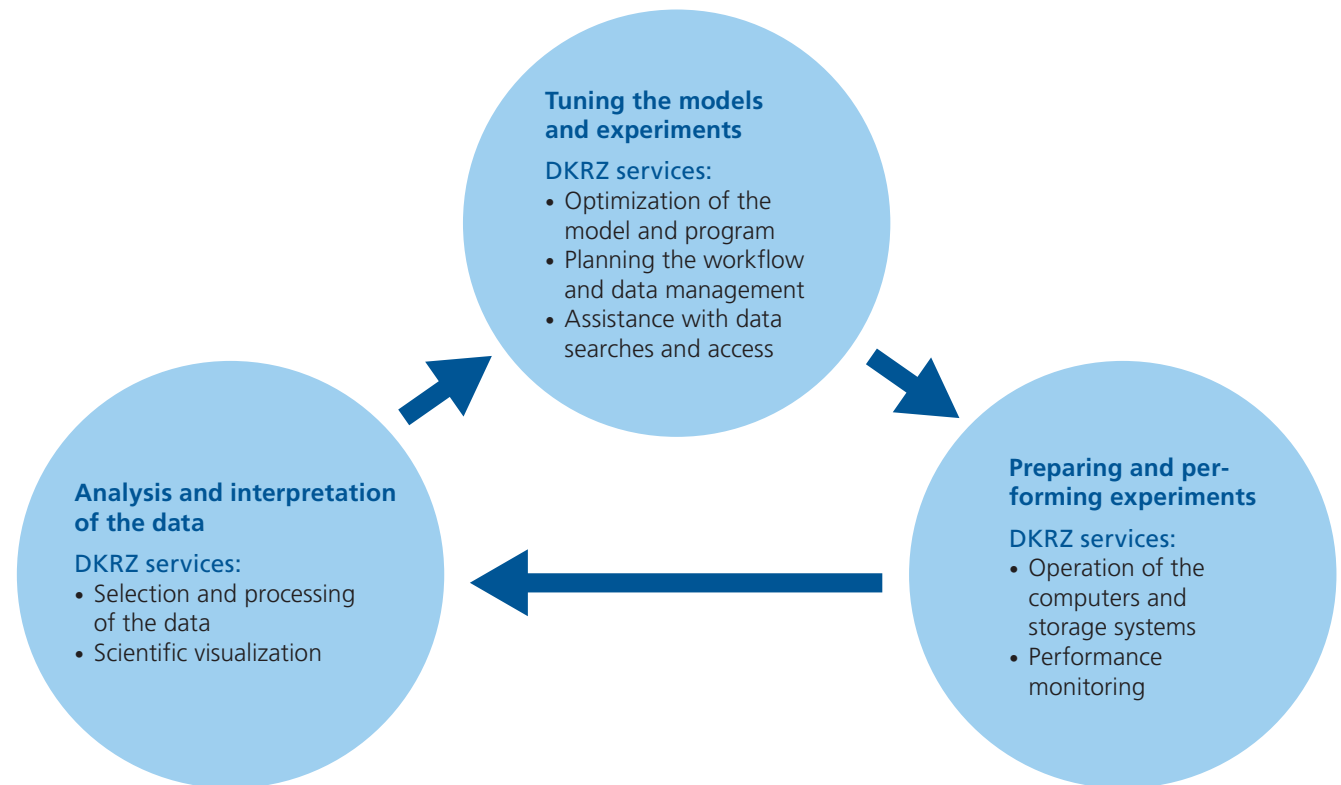 Tuning the models
and experiments
DKRZ services:
• Optimization of the
model and program
• Planning the workflow
and data management
• Assistance with data
searches and access
Analysis and interpretation
of the data
DKRZ services:
• Selection and processing
of the data
• Scientific visualization
Preparing and per-
forming experiments
DKRZ services:
• Operation of the
computers and
storage systems
• Performance
monitoring